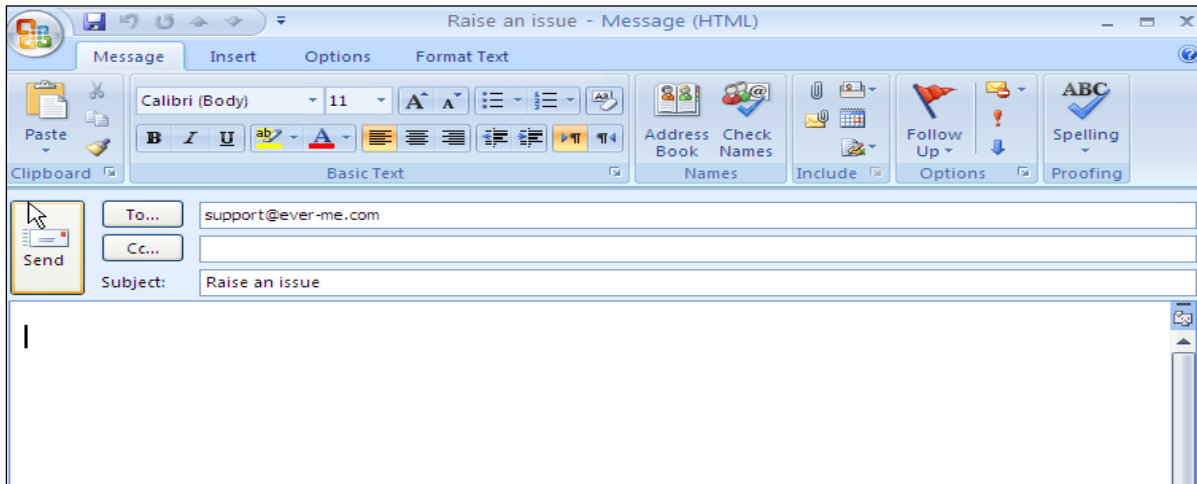 Raise an issue - Message (HTML)
Message Insert Options Format Text
Calibri (Body) 11 A A Aa
Paste
B I U ab A
Address Book Check Names
Follow Up
ABC Spelling
Clipboard Basic Text Names Include Options Proofing
To... support@ever-me.com
Cc...
Send
Subject: Raise an issue